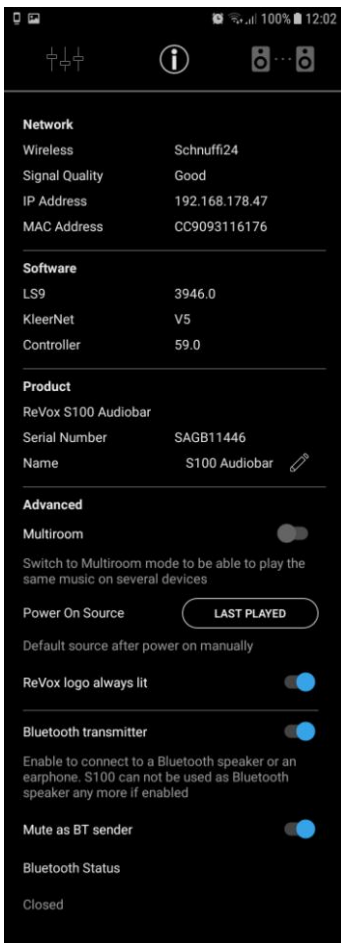 100% 12:02
Network
Wireless Schnuffi24
Signal Quality Good
IP Address 192.168.178.47
MAC Address CC9093116176
Software
LS9 3946.0
KleerNet V5
Controller 59.0
Product
ReVox S100 Audiobar
Serial Number SAGB11446
Name S100 Audiobar
Advanced
Multiroom
Switch to Multiroom mode to be able to play the
same music on several devices
Power On Source LAST PLAYED
Default source after power on manually
ReVox logo always lit
Bluetooth transmitter
Enable to connect to a Bluetooth speaker or an
earphone. S100 can not be used as Bluetooth
speaker any more if enabled
Mute as BT sender
Bluetooth Status
Closed